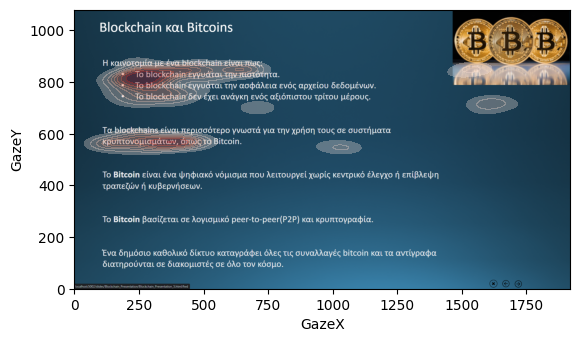 Blockchain και Bitcoins
Η καινοτομία με ένα blockchain είναι πως:
Το blockchain εγγυάται την πιστότητα.
Το blockchain εγγυάται την ασφάλεια ενός αρχείου δεδομένων.
Το blockchain δεν έχει ανάγκη ενός αξιόπιστου τρίτου μέρους.
Τα blockchains είναι περισσότερο γνωστά για την χρήση τους σε συστήματα
κρυπτονομισμάτων, όπως το Bitcoin.
Το Bitcoin είναι ένα ψηφιακό νόμισμα που λειτουργεί χωρίς κεντρικό έλεγχο ή επίβλεψη
τραπεζών ή κυβερνήσεων.
Το Bitcoin βασίζεται σε λογισμικό peer-to-peer(P2P) και κρυπτογραφία.
Ένα δημόσιο καθολικό δίκτυο καταγράφει όλες τις συναλλαγές bitcoin και τα αντίγραφα
διατηρούνται σε διακομιστές σε όλο τον κόσμο.
GazeY
1000
800
600
400
200
0
0
250
500
750
1000
1250
1500
1750
GazeX